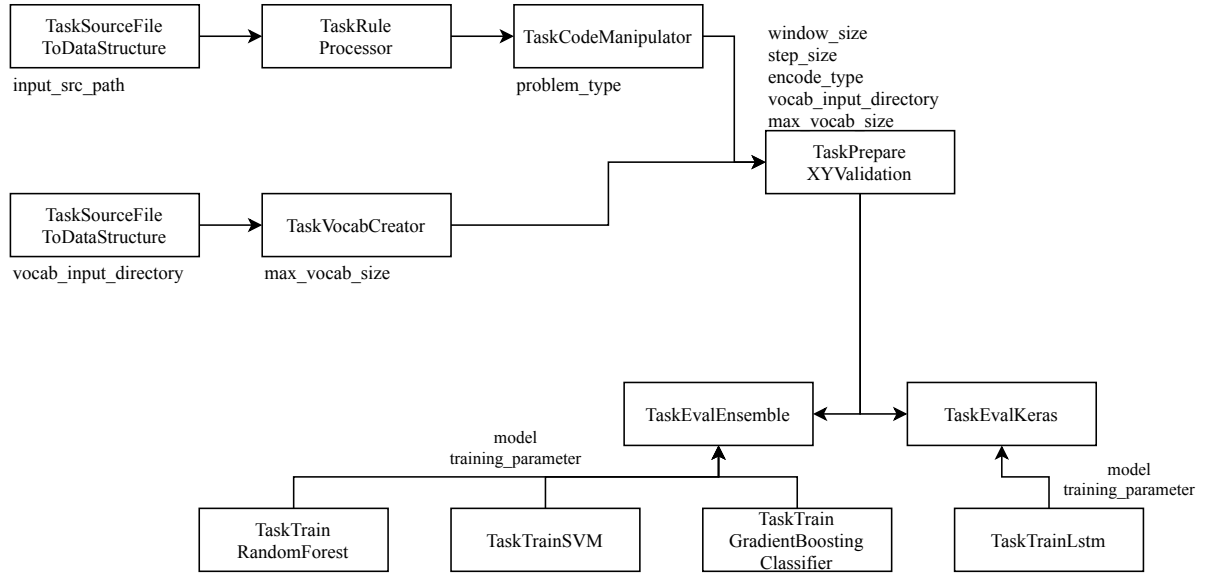 TaskSourceFile
ToDataStructure
input_src_path
TaskRule
Processor
TaskCodeManipulator
problem_type
window_size
step_size
encode_type
vocab_input_directory
max_vocab_size
TaskPrepare
XYValidation
TaskSourceFile
ToDataStructure
vocab_input_directory
TaskVocabCreator
max_vocab_size
TaskEvalEnsemble
TaskEvalKeras
model
training_parameter
model
training_parameter
TaskTrain
RandomForest
TaskTrainSVM
TaskTrain
GradientBoosting
Classifier
TaskTrainLstm